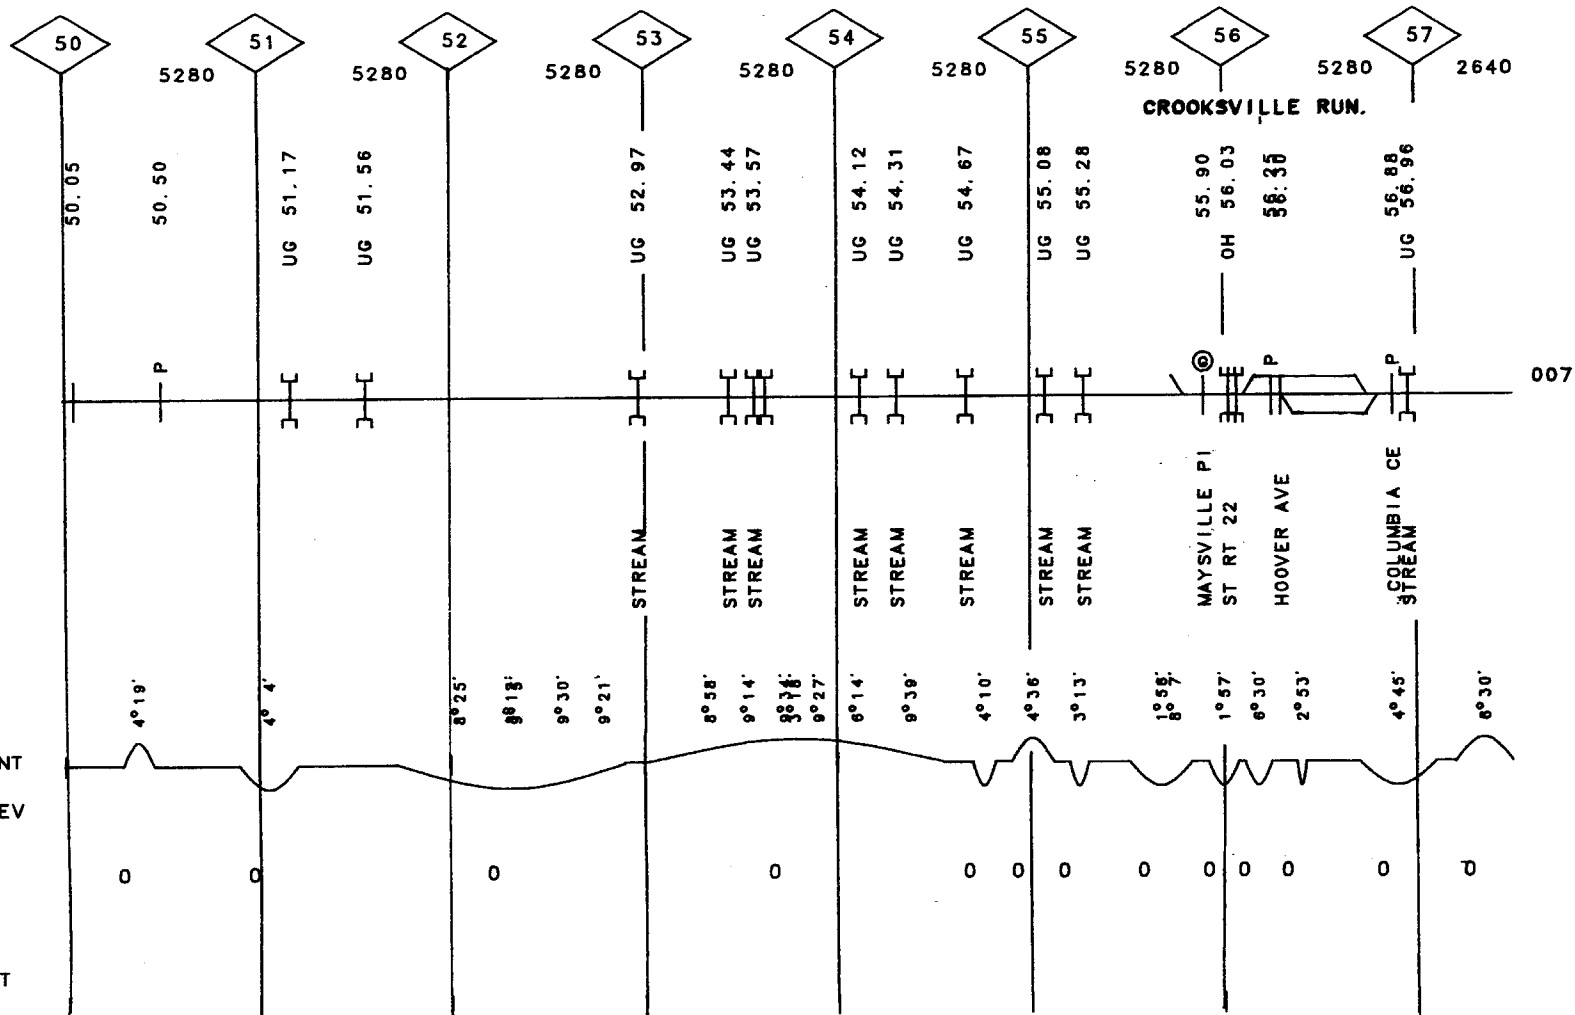 50 51 52 53 54 55 56 57
5280 5280 5280 5280 5280 5280 5280 2640
CROOKSVILLE RUN.
50.05
50.50
UG 51.17
UG 51.56
UG 52.97
UG 53.44
UG 53.57
UG 54.12
UG 54.31
UG 54.67
UG 55.08
UG 55.28
55.90
OH 56.03
56.88
UG 56.96
P P P
007
STREAM
STREAM
STREAM
STREAM
STREAM
STREAM
STREAM
STREAM
MAYSVILLE PI
ST RT 22
HOOVER AVE
COLUMBIA CE
STREAM
4°19'
4° 4'
8°25'
9°30'
9°21'
8°58'
9°14'
9°27'
6°14'
9°39'
4°10'
4°36'
3°13'
1°57'
6°30'
2°53'
4°45'
6°30'
NT
EV
0 0 0 0 0 0 0 0 0 0 0 0
T